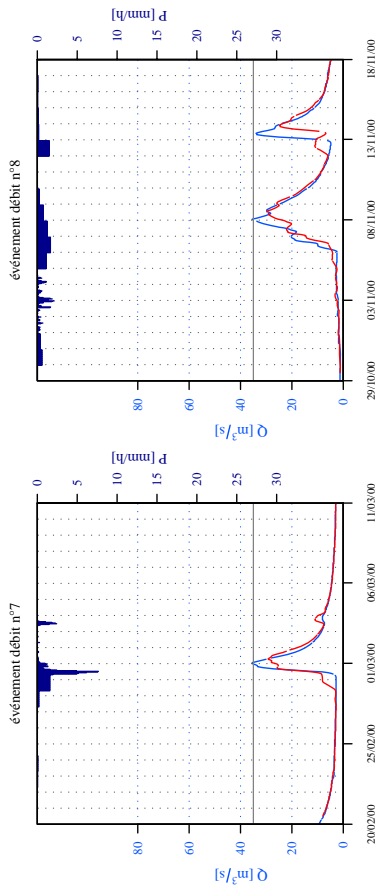 événement débit n°7
P [mm/h]
0 5 10 15 20 25 30
Q [m³/s]
80 60 40 20 0
20/02/00 25/02/00 01/03/00 06/03/00 11/03/00
événement débit n°8
P [mm/h]
0 5 10 15 20 25 30
Q [m³/s]
80 60 40 20 0
29/10/00 03/11/00 08/11/00 13/11/00 18/11/00